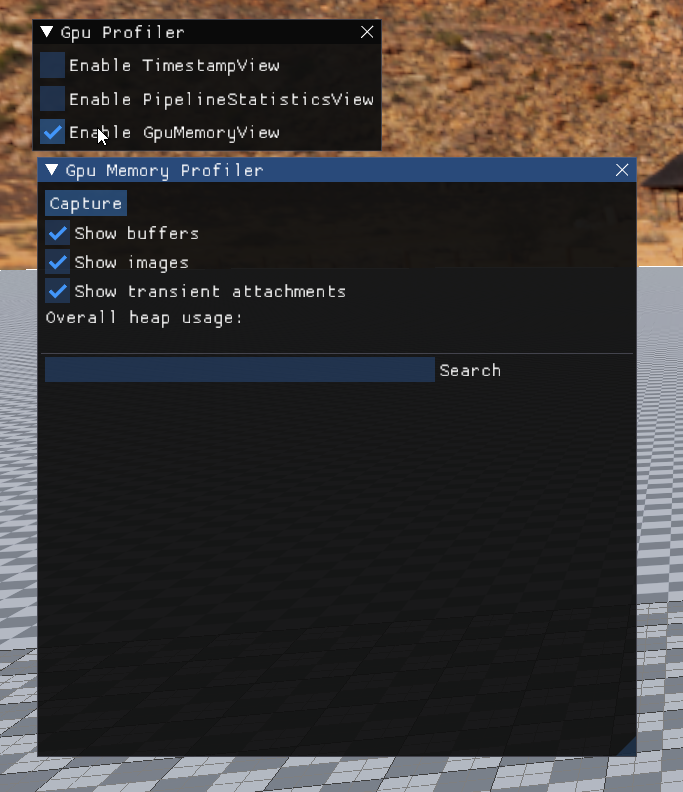 Gpu Profiler
Enable TimestampView
Enable PipelineStatisticsView
Enable GpuMemoryView
Gpu Memory Profiler
Capture
Show buffers
Show images
Show transient attachments
Overall heap usage:
Search